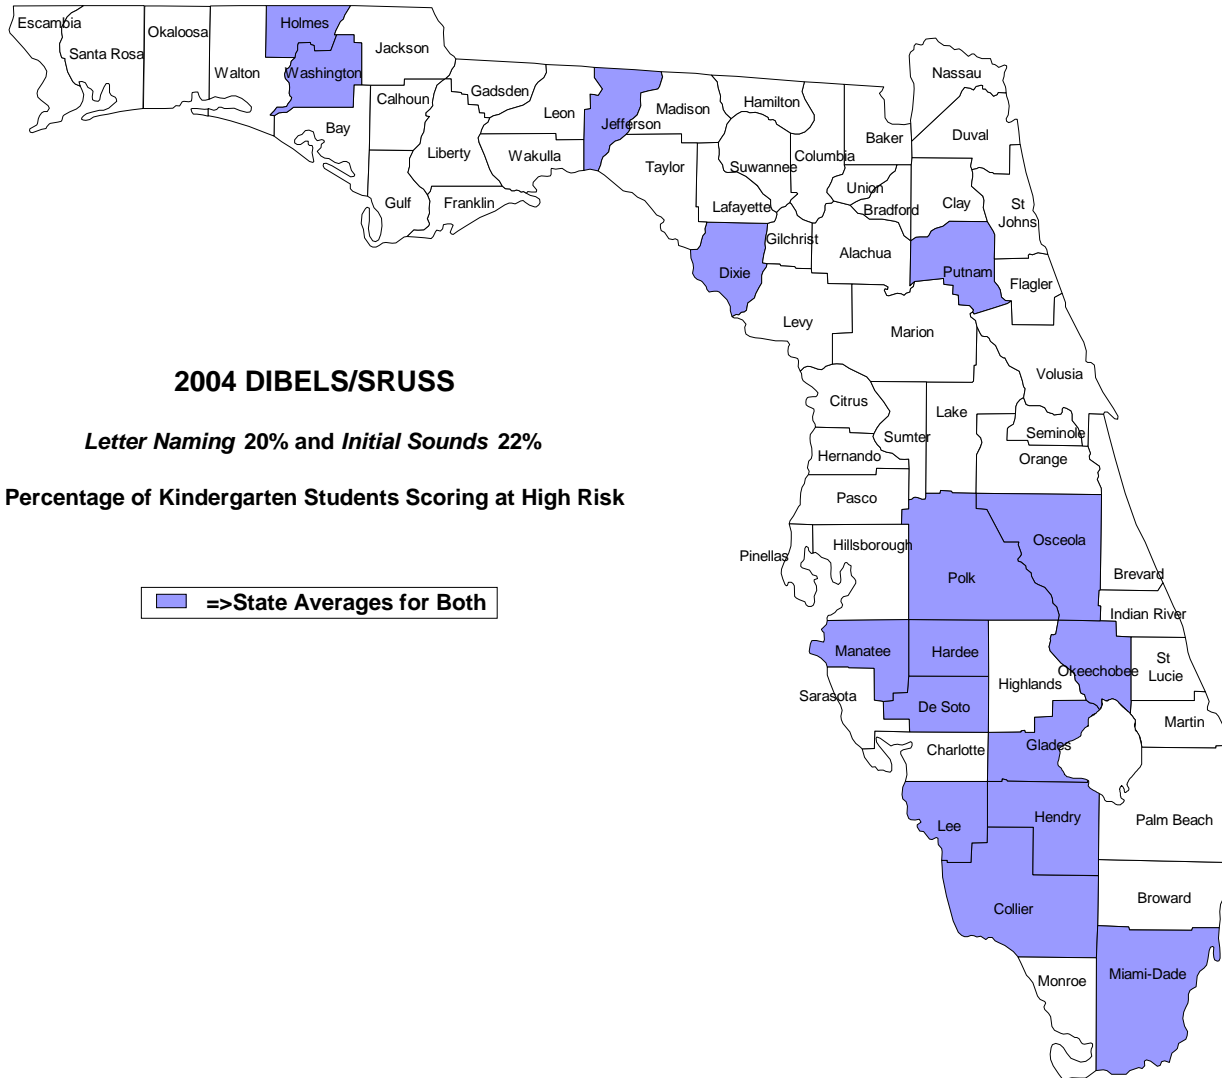 Escambia
Santa Rosa
Okaloosa
Walton
Holmes
Washington
Jackson
Bay
Calhoun
Gulf
Liberty
Gadsden
Franklin
Leon
Wakulla
Jefferson
Madison
Taylor
Hamilton
Suwannee
Lafayette
Dixie
Columbia
Gilchrist
Baker
Union
Bradford
Alachua
Nassau
Duval
Clay
St
Johns
Putnam
Flagler
Levy
Marion
Volusia
2004 DIBELS/SRUSS
Letter Naming 20% and Initial Sounds 22%
Percentage of Kindergarten Students Scoring at High Risk
=>State Averages for Both
Citrus
Sumter
Lake
Seminole
Orange
Hernando
Pasco
Pinellas
Hillsborough
Polk
Osceola
Brevard
Indian River
Manatee
Hardee
Highlands
Okeechobee
St
Lucie
Sarasota
De Soto
Martin
Charlotte
Glades
Lee
Hendry
Palm Beach
Collier
Broward
Monroe
Miami-Dade